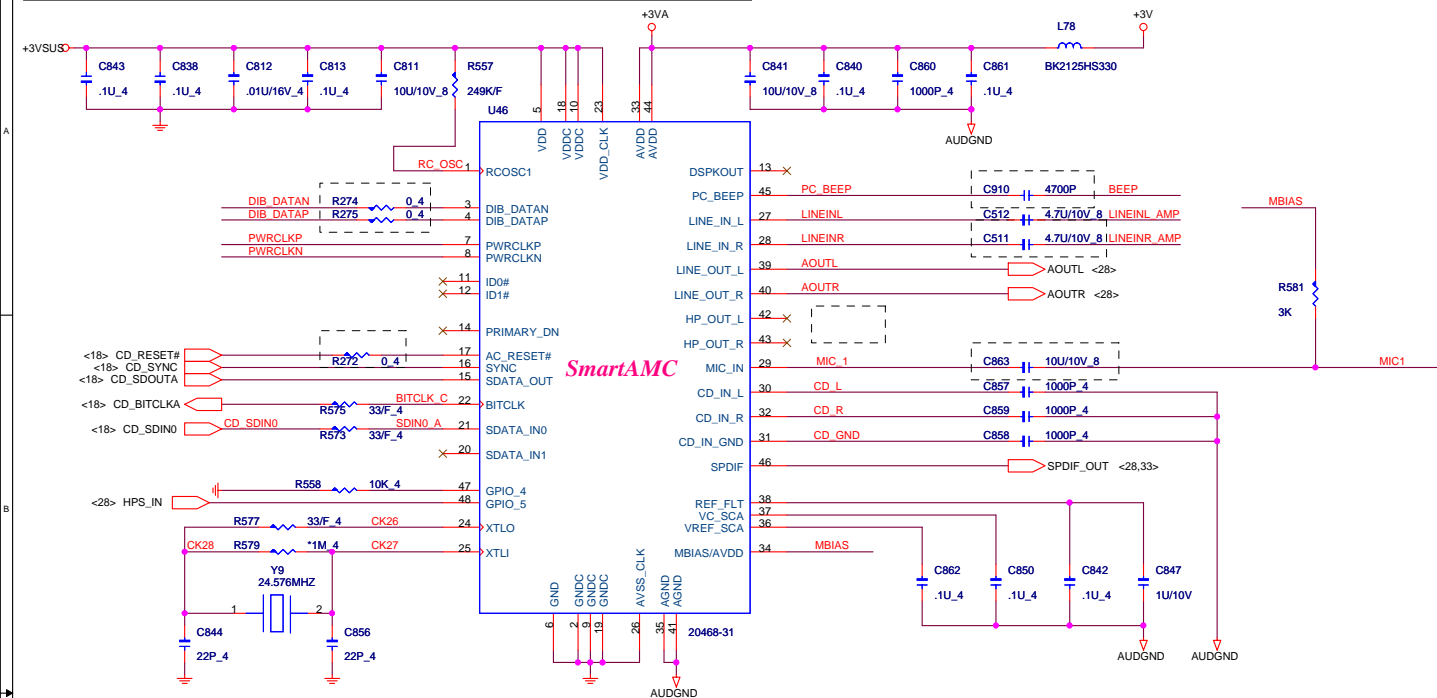 +3VA
+3V
+3VSUS
L78
BK2125HS330
C843
.1U_4
C838
.1U_4
C812
.01U/16V_4
C813
.1U_4
C811
10U/10V_8
R557
249K/F
C841
10U/10V_8
C840
.1U_4
C860
1000P_4
C861
.1U_4
AUDGND
U46
5
18
10
23
33
44
VDD
VDDC
VDDC
VDD_CLK
AVDD
AVDD
A
RC_OSC
1
RCOSC1
DIB_DATAN
R274
0_4
3
DIB_DATAN
DIB_DATAP
R275
0_4
4
DIB_DATAP
PWRCLKP
7
PWRCLKP
PWRCLKN
8
PWRCLKN
11
ID0#
12
ID1#
14
PRIMARY_DN
<18> CD_RESET#
17
AC_RESET#
R272
0_4
<18> CD_SYNC
16
SYNC
<18> CD_SDOUTA
15
SDATA_OUT
<18> CD_BITCLKA
BITCLK_C
22
BITCLK
R575
33/F_4
<18> CD_SDIN0
CD_SDIN0
SDIN0_A
21
SDATA_IN0
R573
33/F_4
20
SDATA_IN1
R558
10K_4
47
GPIO_4
<28> HPS_IN
48
GPIO_5
B
R577
33/F_4
CK26
24
XTLO
CK28
R579
*1M_4
CK27
25
XTLI
Y9
24.576MHZ
1
2
C844
22P_4
C856
22P_4
SmartAMC
DSPKOUT
13
PC_BEEP
45
PC_BEEP
C910
4700P
BEEP
LINE_IN_L
27
LINEINL
C512
4.7U/10V_8
LINEINL_AMP
LINE_IN_R
28
LINEINR
C511
4.7U/10V_8
LINEINR_AMP
LINE_OUT_L
39
AOUTL
AOUTL <28>
LINE_OUT_R
40
AOUTR
AOUTR <28>
HP_OUT_L
42
HP_OUT_R
43
MIC_IN
29
MIC_1
C863
10U/10V_8
MIC1
MBIAS
R581
3K
CD_IN_L
30
CD_L
C857
1000P_4
CD_IN_R
32
CD_R
C859
1000P_4
CD_IN_GND
31
CD_GND
C858
1000P_4
SPDIF
46
SPDIF_OUT <28,33>
REF_FLT
38
VC_SCA
37
VREF_SCA
36
MBIAS/AVDD
34
MBIAS
C862
.1U_4
C850
.1U_4
C842
.1U_4
C847
1U/10V
AUDGND
AUDGND
GND
GNDC
GNDC
GNDC
AVSS_CLK
AGND
AGND
6
2
9
19
26
35
41
20468-31
AUDGND